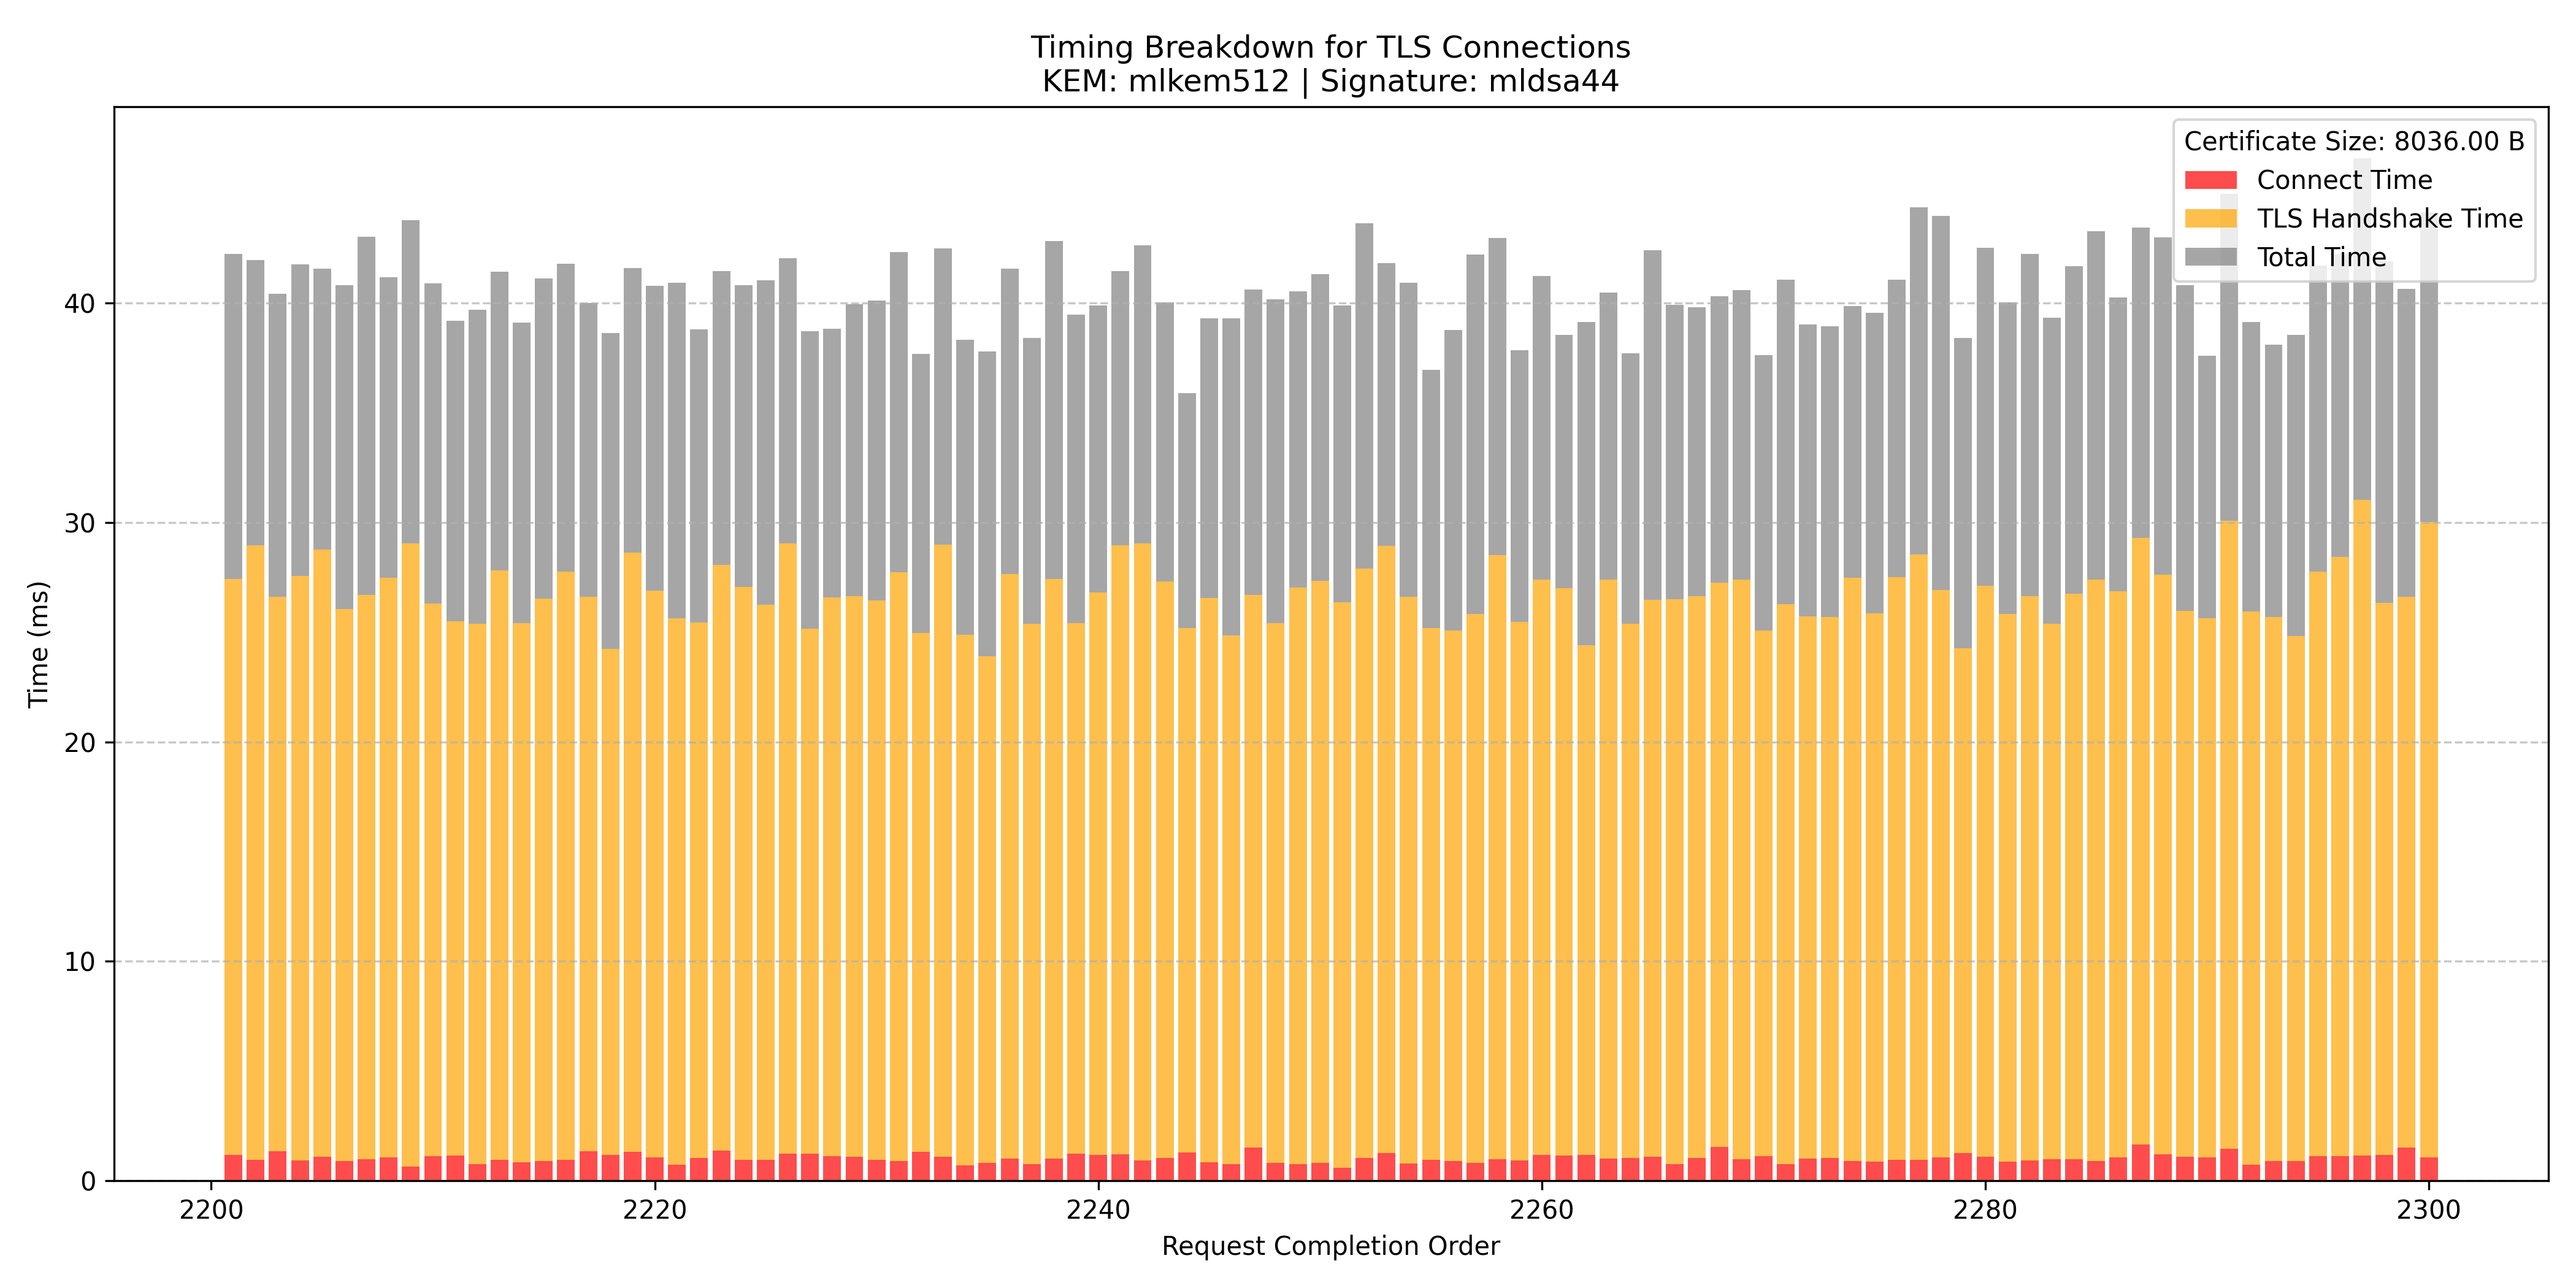 Timing Breakdown for TLS Connections
KEM: mlkem512 | Signature: mldsa44
Certificate Size: 8036.00 B
Connect Time
TLS Handshake Time
Total Time
Time (ms)
40
30
20
10
0
2200 2220 2240 2260 2280 2300
Request Completion Order